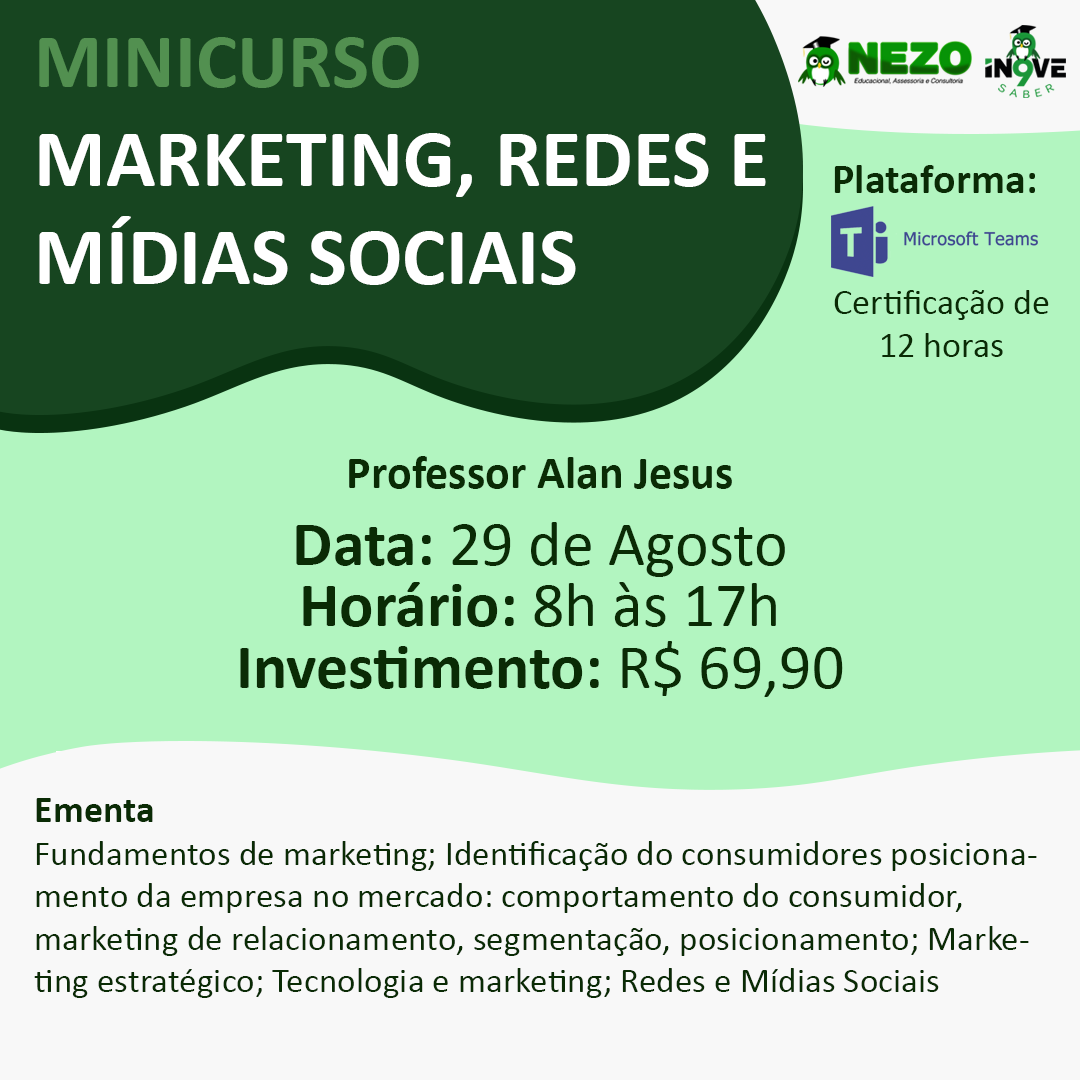 MINICURSO
MARKETING, REDES E
MÍDIAS SOCIAIS
NEZO
Educacional, Assessoria e Consultoria
iN9VE
SABER
Plataforma:
T
Microsoft Teams
Certificação de
12 horas
Professor Alan Jesus
Data: 29 de Agosto
Horário: 8h às 17h
Investimento: R$ 69,90
Ementa
Fundamentos de marketing; Identificação do consumidores posiciona-
mento da empresa no mercado: comportamento do consumidor,
marketing de relacionamento, segmentação, posicionamento; Marke-
ting estratégico; Tecnologia e marketing; Redes e Mídias Sociais